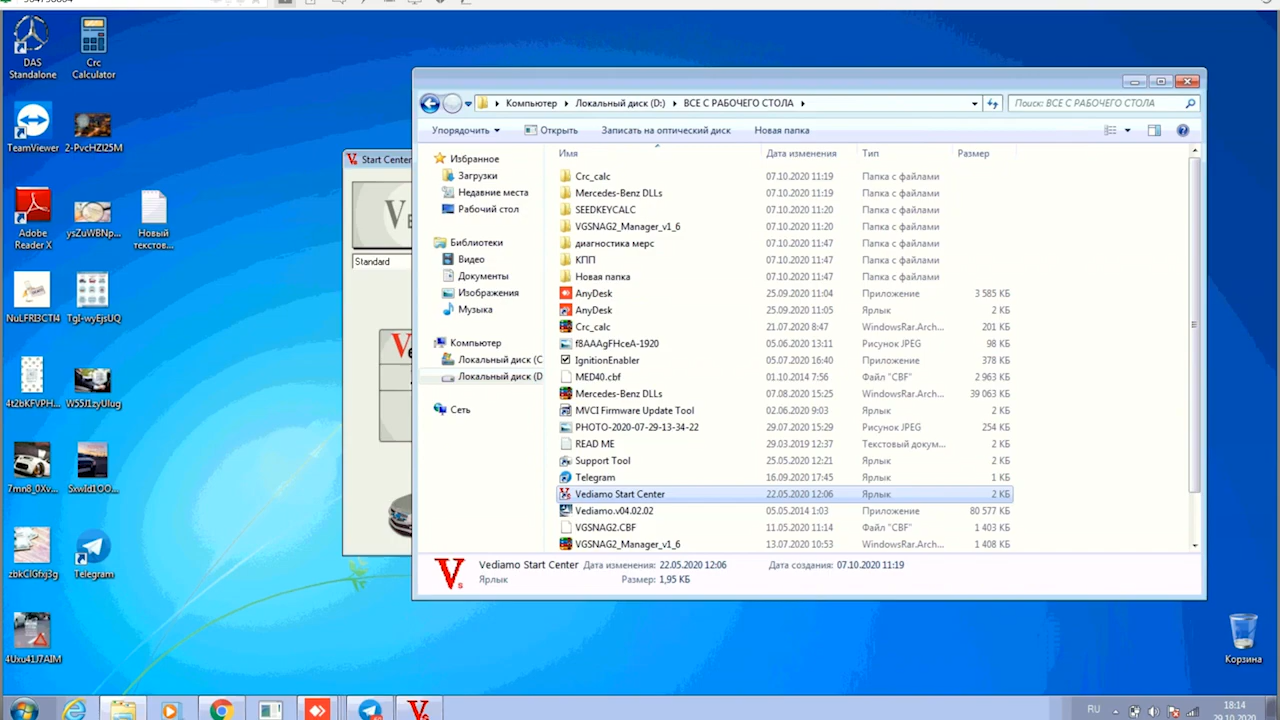 DAS
Standalone
Crc
Calculator
TeamViewer
2-PvcHZI25M
Adobe
Reader X
ysZuWBNp...
Новый
текстов...
NuLFRI3CTI4
TgI-wyEjsUQ
4t2bKFVPH...
W55J1zyUlug
7mn8_0Xv...
5xwId1OO...
zbkClGfxj3g
Telegram
4Uxu41J7AIM
Start Center
Standard
Компьютер
Локальный диск (D:)
ВСЕ С РАБОЧЕГО СТОЛА
Поиск: ВСЕ С РАБОЧЕГО СТОЛА
Упорядочить
Открыть
Записать на оптический диск
Новая папка
Избранное
Загрузки
Недавние места
Рабочий стол
Библиотеки
Видео
Документы
Изображения
Музыка
Компьютер
Локальный диск (C
Локальный диск (D
Сеть
Имя Дата изменения Тип Размер
Crc_calc 07.10.2020 11:19 Папка с файлами
Mercedes-Benz DLLs 07.10.2020 11:19 Папка с файлами
SEEDKEYCALC 07.10.2020 11:20 Папка с файлами
VGSNAG2_Manager_v1_6 07.10.2020 11:20 Папка с файлами
диагностика мерс 07.10.2020 11:47 Папка с файлами
КПП 07.10.2020 11:47 Папка с файлами
Новая папка 07.10.2020 11:47 Папка с файлами
AnyDesk 25.09.2020 11:04 Приложение 3 585 КБ
AnyDesk 25.09.2020 11:05 Ярлык 2 КБ
Crc_calc 21.07.2020 8:47 WindowsRar.Arch... 201 КБ
f8AAAgFHceA-1920 05.06.2020 13:11 Рисунок JPEG 98 КБ
IgnitionEnabler 05.07.2020 16:40 Приложение 378 КБ
MED40.cbf 01.10.2014 7:56 Файл "CBF" 2 963 КБ
Mercedes-Benz DLLs 07.08.2020 15:25 WindowsRar.Arch... 39 063 КБ
MVCI Firmware Update Tool 02.06.2020 9:03 Ярлык 2 КБ
PHOTO-2020-07-29-13-34-22 29.07.2020 15:29 Рисунок JPEG 254 КБ
READ ME 29.03.2019 12:37 Текстовый докум... 2 КБ
Support Tool 25.05.2020 12:21 Ярлык 2 КБ
Telegram 16.09.2020 17:45 Ярлык 1 КБ
Vediamo Start Center 22.05.2020 12:06 Ярлык 2 КБ
Vediamo.v04.02.02 05.05.2014 1:03 Приложение 80 577 КБ
VGSNAG2.CBF 11.05.2020 11:14 Файл "CBF" 1 403 КБ
VGSNAG2_Manager_v1_6 13.07.2020 10:53 WindowsRar.Arch... 1 408 КБ
Vediamo Start Center Дата изменения: 22.05.2020 12:06 Дата создания: 07.10.2020 11:19
Ярлык Размер: 1,95 КБ
Корзина
RU
18:14
29.10.2020